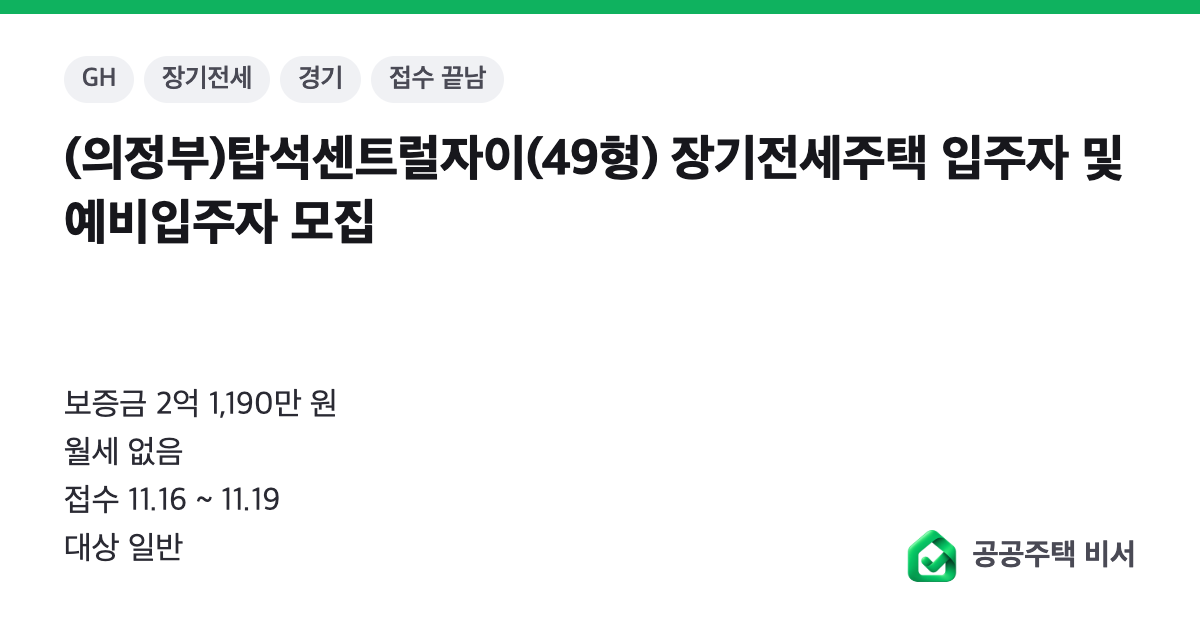 GH 장기전세 경기 접수 끝남
(의정부)탑석센트럴자이(49형) 장기전세주택 입주자 및
예비입주자 모집
보증금 2억 1,190만 원
월세 없음
접수 11.16 ~ 11.19
대상 일반
공공주택 비서